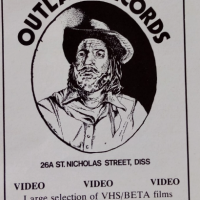 OUTLAW RECORDS
26A ST. NICHOLAS STREET, DISS
VIDEO VIDEO VIDEO
Large selection of VHS/BETA films